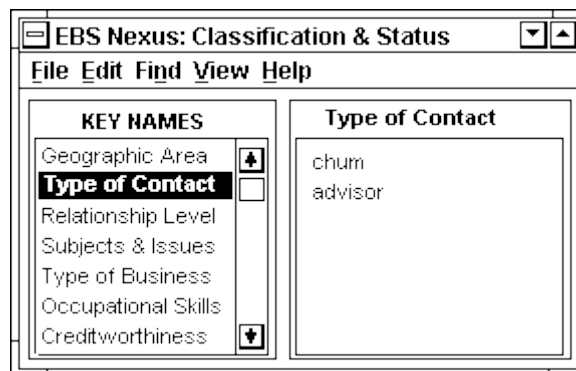 EBS Nexus: Classification & Status
File Edit Find View Help
KEY NAMES
Geographic Area
Type of Contact
Relationship Level
Subjects & Issues
Type of Business
Occupational Skills
Creditworthiness
Type of Contact
chum
advisor